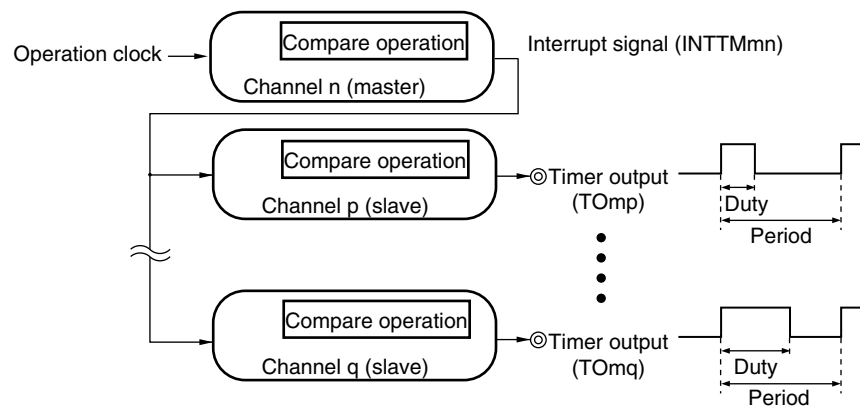 Compare operation
Operation clock
Interrupt signal (INTTMmn)
Channel n (master)
Compare operation
Timer output
(TOmp)
Channel p (slave)
Duty
Period
Compare operation
Timer output
(TOmq)
Channel q (slave)
Duty
Period